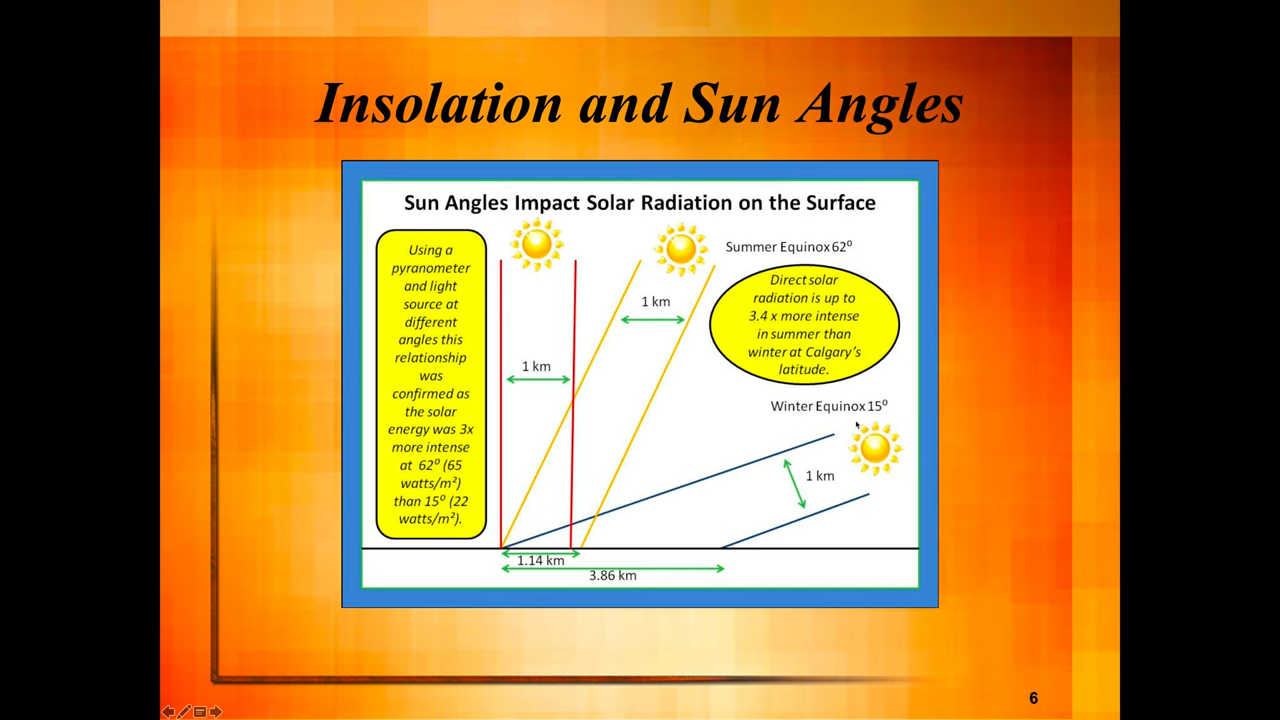 Insolation and Sun Angles
Sun Angles Impact Solar Radiation on the Surface
Using a
pyranometer
and light
source at
different
angles this
relationship
was
confirmed as
the solar
energy was 3x
more intense
at 62⁰ (65
watts/m²)
than 15⁰ (22
watts/m²).
Summer Equinox 62⁰
1 km
Direct solar
radiation is up to
3.4 x more intense
in summer than
winter at Calgary's
latitude.
1 km
Winter Equinox 15⁰
1 km
1.14 km
3.86 km
6